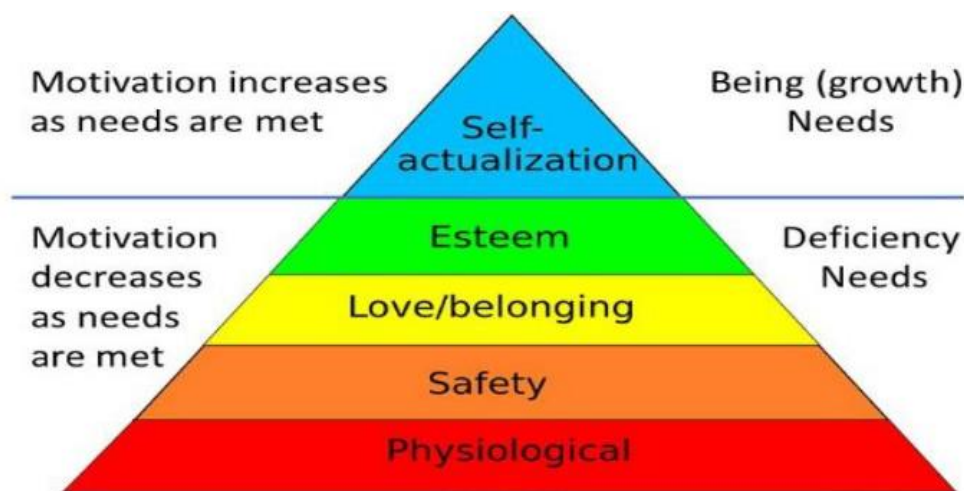 Motivation increases
as needs are met
Being (growth)
Needs
Self-
actualization
Motivation
decreases
as needs
are met
Esteem
Deficiency
Needs
Love/belonging
Safety
Physiological